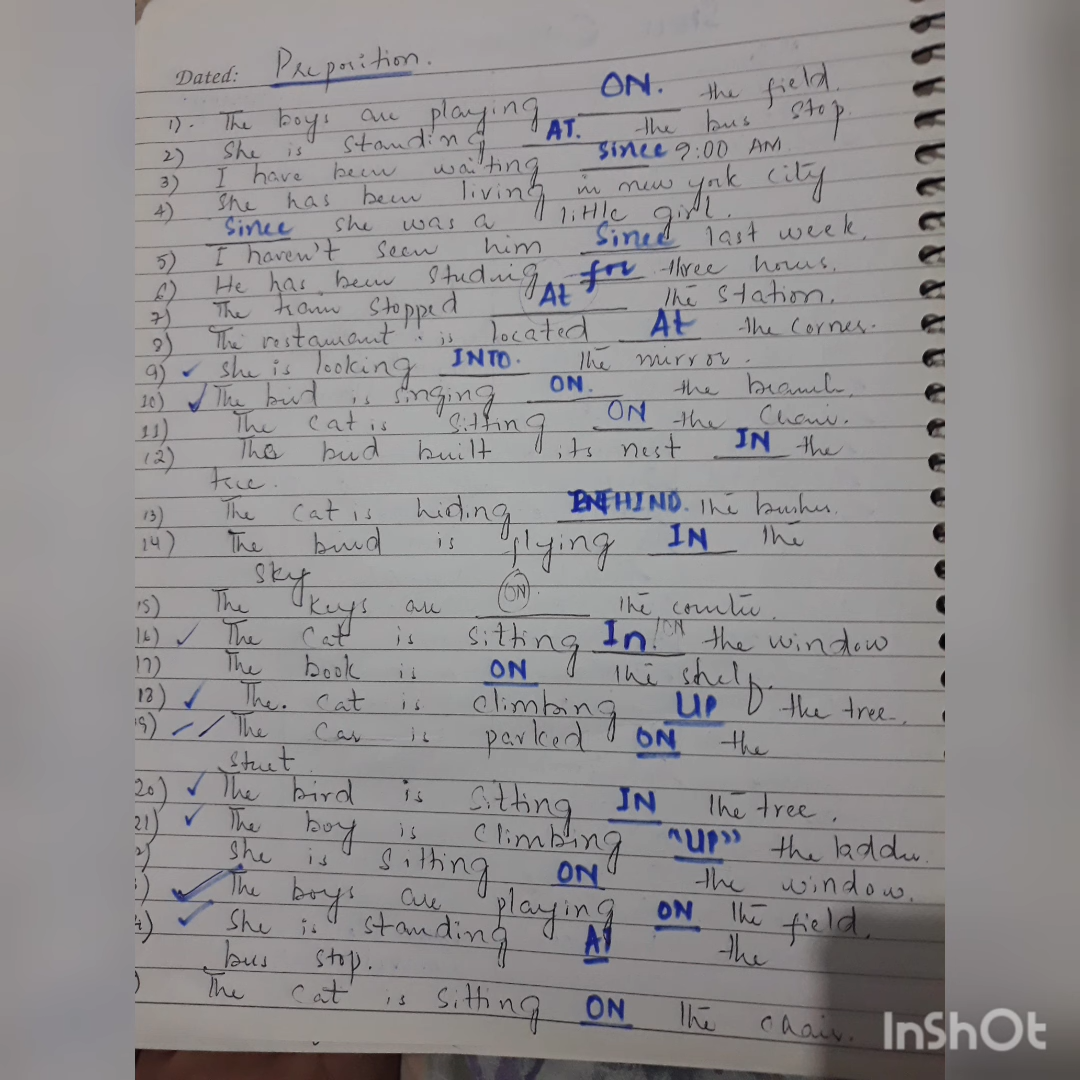 Dated: Preposition.
1). The boys are playing ON. the field.
2) She is standing AT. the bus stop.
3) I have been waiting since 9:00 AM
4) She has been living in new york city
Since she was a little girl.
5) I haven't seen him Since last week.
6) He has been studing for three hours.
7) The train stopped At the station.
8) The restaurant is located At the corner.
9) ✓ She is looking INTO. the mirror.
10) ✓ The bird is singing ON. the branch.
11) The cat is sitting ON the Chair.
12) The bird built its nest IN the
tree.
13) The cat is hiding BEHIND. the bushes.
14) The bird is flying IN the
sky
15) The keys are ON. the counter.
16) ✓ The cat is sitting In/ON the window
17) The book is ON the shelf.
18) ✓ The. cat is climbing UP the tree.
9) ✓ / The Car is parked ON the
street
20) ✓ The bird is sitting IN the tree.
21) ✓ The boy is climbing "UP" the ladder.
2) She is sitting ON the window.
) ✓ The boys are playing ON the field.
4) ✓ She is standing At the
bus stop.
) The cat is sitting ON the chair.
InShOt